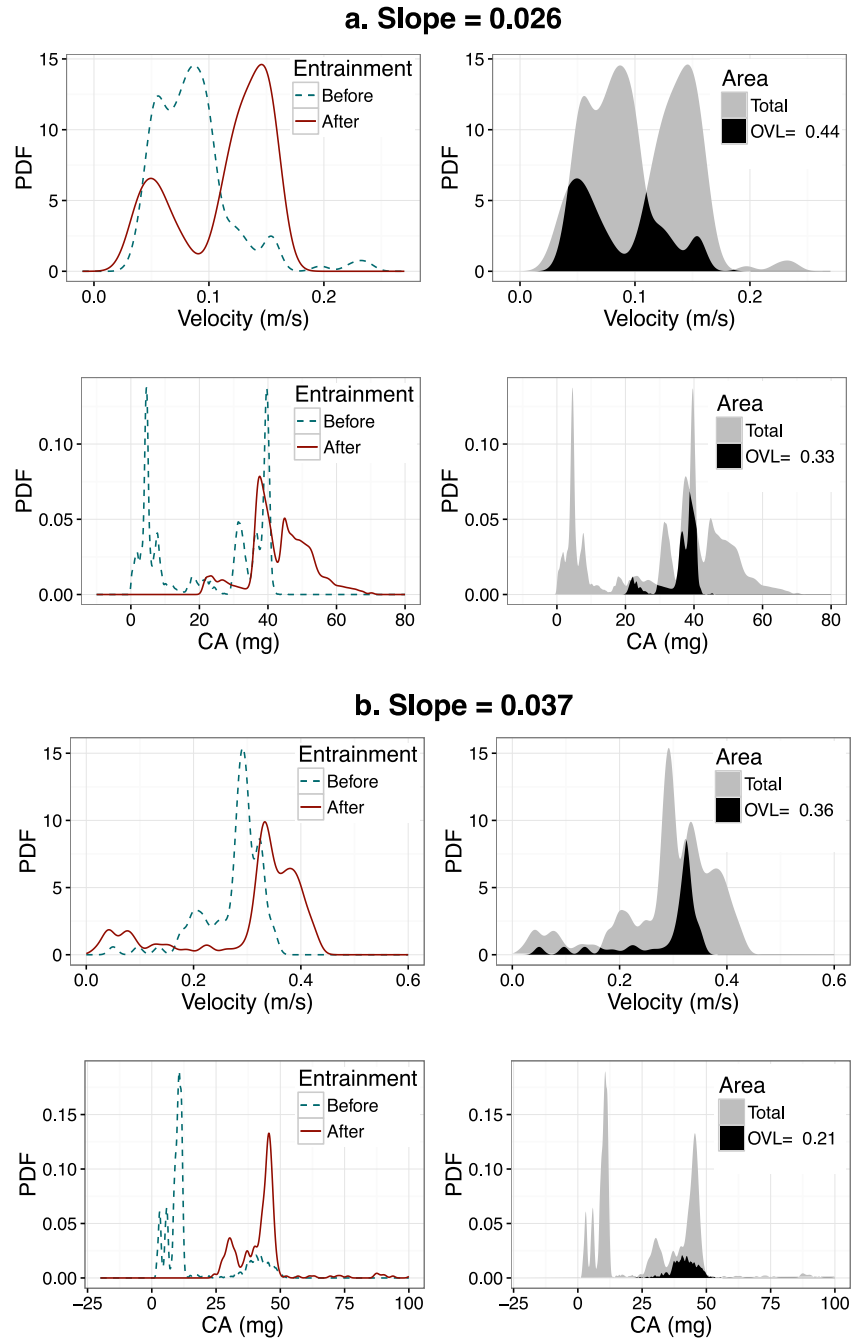 a. Slope = 0.026
15
10
5
0
PDF
0.0
0.1
0.2
Velocity (m/s)
Entrainment
Before
After
15
10
5
0
PDF
0.0
0.1
0.2
Velocity (m/s)
Area
Total
OVL= 0.44
0.10
0.05
0.00
PDF
0
20
40
60
80
CA (mg)
Entrainment
Before
After
0.10
0.05
0.00
PDF
0
20
40
60
80
CA (mg)
Area
Total
OVL= 0.33
b. Slope = 0.037
15
10
5
0
PDF
0.0
0.2
0.4
0.6
Velocity (m/s)
Entrainment
Before
After
15
10
5
0
PDF
0.0
0.2
0.4
0.6
Velocity (m/s)
Area
Total
OVL= 0.36
0.15
0.10
0.05
0.00
PDF
−25
0
25
50
75
100
CA (mg)
Entrainment
Before
After
0.15
0.10
0.05
0.00
PDF
−25
0
25
50
75
100
CA (mg)
Area
Total
OVL= 0.21